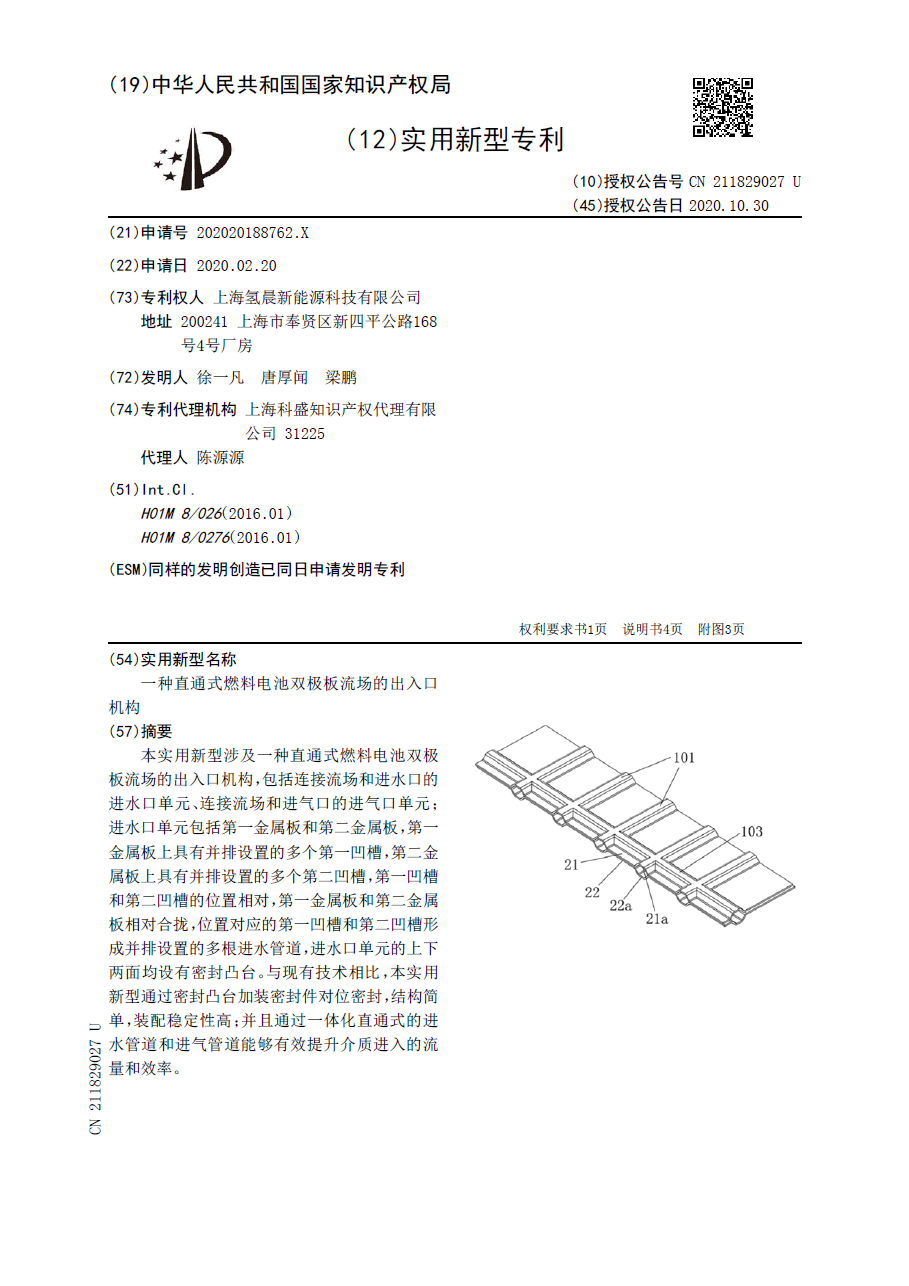 (19)中华人民共和国国家知识产权局
(12)实用新型专利
(10)授权公告号 CN 211829027 U
(45)授权公告日 2020.10.30
(21)申请号 202020188762.X
(22)申请日 2020.02.20
(73)专利权人 上海氢晨新能源科技有限公司
地址 200241 上海市奉贤区新四平公路168
号4号厂房
(72)发明人 徐一凡 唐厚闻 梁鹏
(74)专利代理机构 上海科盛知识产权代理有限
公司 31225
代理人 陈源源
(51)Int.Cl.
H01M 8/026(2016.01)
H01M 8/0276(2016.01)
(ESM)同样的发明创造已同日申请发明专利
权利要求书1页 说明书4页 附图3页
(54)实用新型名称
一种直通式燃料电池双极板流场的出入口
机构
(57)摘要
本实用新型涉及一种直通式燃料电池双极
板流场的出入口机构,包括连接流场和进水口的
进水口单元、连接流场和进气口的进气口单元;
进水口单元包括第一金属板和第二金属板,第一
金属板上具有并排设置的多个第一凹槽,第二金
属板上具有并排设置的多个第二凹槽,第一凹槽
和第二凹槽的位置相对,第一金属板和第二金属
板相对合拢,位置对应的第一凹槽和第二凹槽形
成并排设置的多根进水管道,进水口单元的上下
两面均设有密封凸台。与现有技术相比,本实用
新型通过密封凸台加装密封件对位密封,结构简
单,装配稳定性高;并且通过一体化直通式的进
水管道和进气管道能够有效提升介质进入的流
量和效率。
101
103
21
22
22a
21a
CN 211829027 U